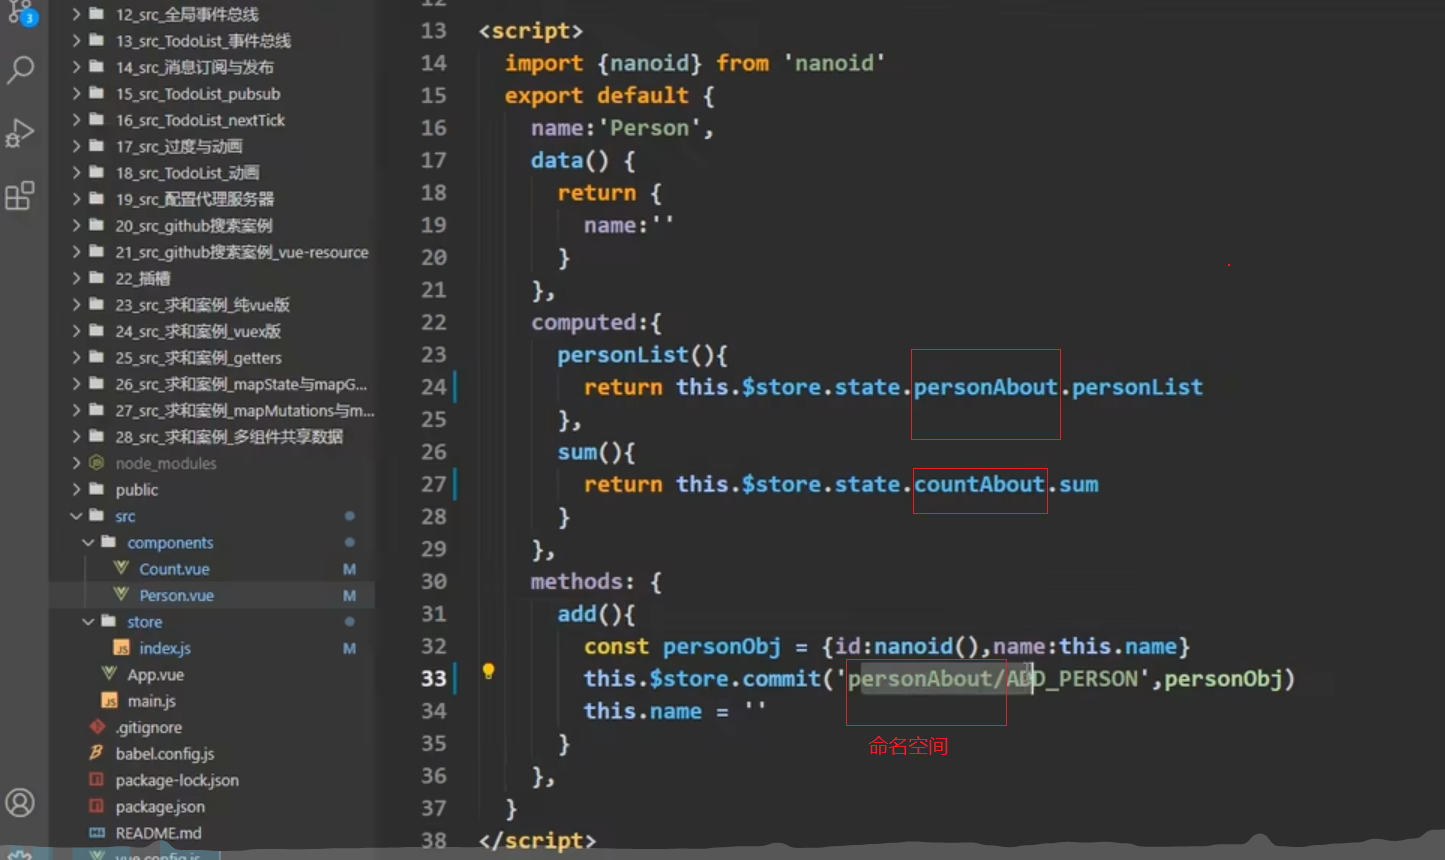 3
12_src_全局事件总线
13_src_TodoList_事件总线
14_src_消息订阅与发布
15_src_TodoList_pubsub
16_src_TodoList_nextTick
17_src_过度与动画
18_src_TodoList_动画
19_src_配置代理服务器
20_src_github搜索案例
21_src_github搜索案例_vue-resource
22_插槽
23_src_求和案例_纯vue版
24_src_求和案例_vuex版
25_src_求和案例_getters
26_src_求和案例_mapState与mapG...
27_src_求和案例_mapMutations与m...
28_src_求和案例_多组件共享数据
node_modules
public
src
components
Count.vue M
Person.vue M
store
JS index.js M
App.vue
JS main.js
.gitignore
babel.config.js
package-lock.json
package.json
README.md
vue.config.js
12
13 <script>
14 import {nanoid} from 'nanoid'
15 export default {
16 name:'Person',
17 data() {
18 return {
19 name:''
20 }
21 },
22 computed:{
23 personList(){
24 return this.$store.state.personAbout.personList
25 },
26 sum(){
27 return this.$store.state.countAbout.sum
28 }
29 },
30 methods: {
31 add(){
32 const personObj = {id:nanoid(),name:this.name}
33 this.$store.commit('personAbout/ADD_PERSON',personObj)
34 this.name = ''
命名空间
35 }
36 },
37 }
38 </script>